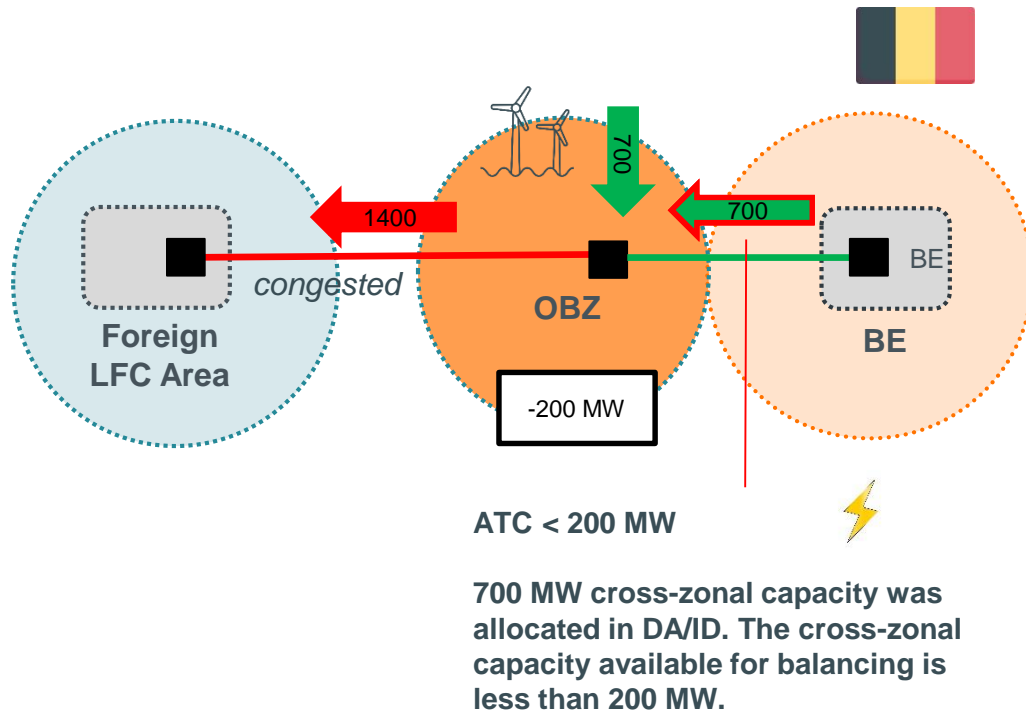 700
1400
700
congested
BE
OBZ
Foreign
LFC Area
BE
-200 MW
ATC < 200 MW
700 MW cross-zonal capacity was
allocated in DA/ID. The cross-zonal
capacity available for balancing is
less than 200 MW.